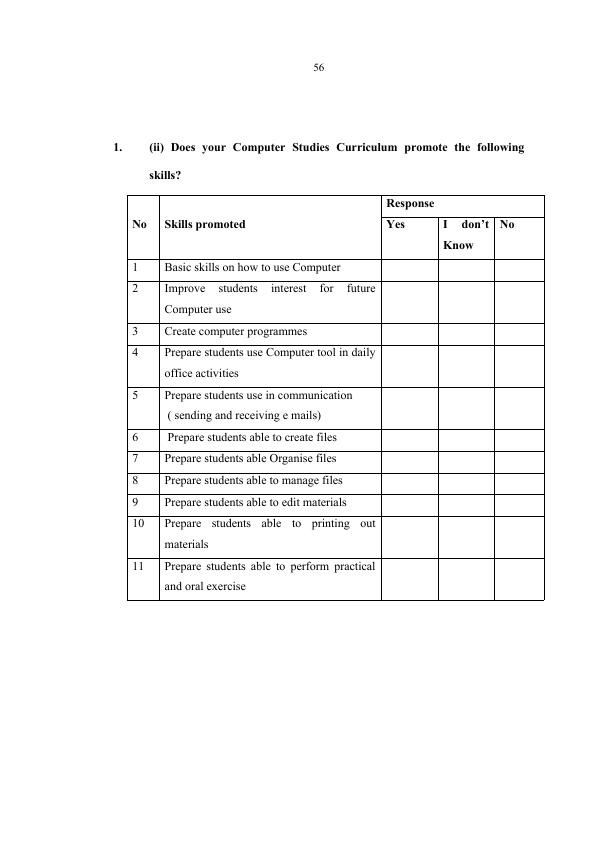 56
1. (ii) Does your Computer Studies Curriculum promote the following
skills?
Response
No Skills promoted Yes I don't No
Know
1 Basic skills on how to use Computer
2 Improve students interest for future
Computer use
3 Create computer programmes
4 Prepare students use Computer tool in daily
office activities
5 Prepare students use in communication
( sending and receiving e mails)
6 Prepare students able to create files
7 Prepare students able Organise files
8 Prepare students able to manage files
9 Prepare students able to edit materials
10 Prepare students able to printing out
materials
11 Prepare students able to perform practical
and oral exercise